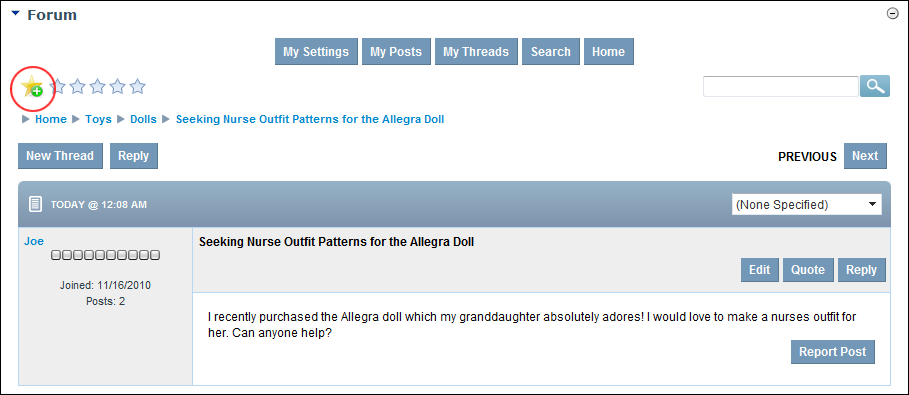 Forum
My Settings My Posts My Threads Search Home
Home Toys Dolls Seeking Nurse Outfit Patterns for the Allegra Doll
New Thread Reply PREVIOUS Next
TODAY @ 12:08 AM (None Specified)
Joe Seeking Nurse Outfit Patterns for the Allegra Doll
Edit Quote Reply
Joined: 11/16/2010
Posts: 2
I recently purchased the Allegra doll which my granddaughter absolutely adores! I would love to make a nurses outfit for
her. Can anyone help?
Report Post